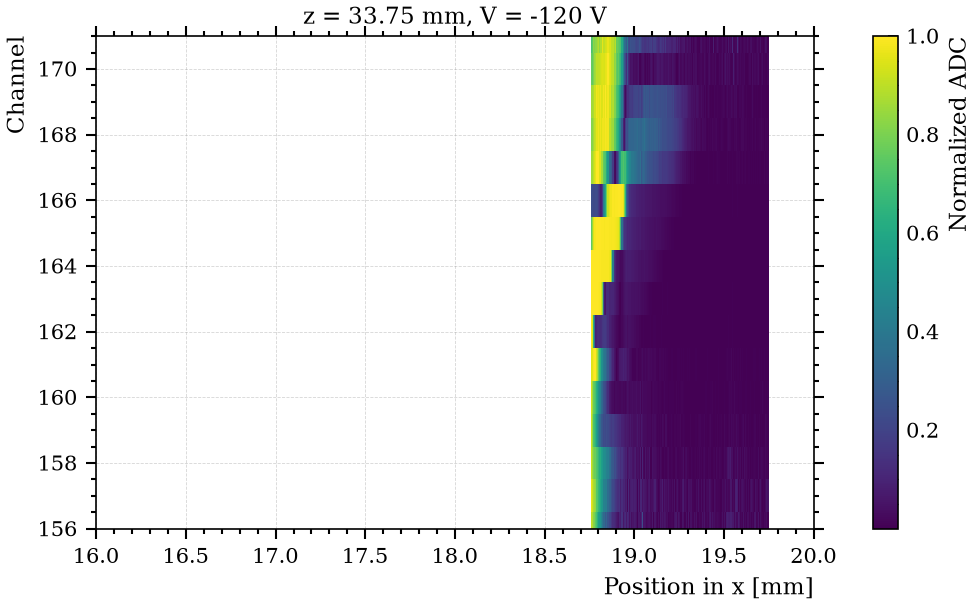 z = 33.75 mm, V = -120 V
Channel
170
168
166
164
162
160
158
156
16.0 16.5 17.0 17.5 18.0 18.5 19.0 19.5 20.0
Position in x [mm]
1.0
0.8
0.6
0.4
0.2
Normalized ADC